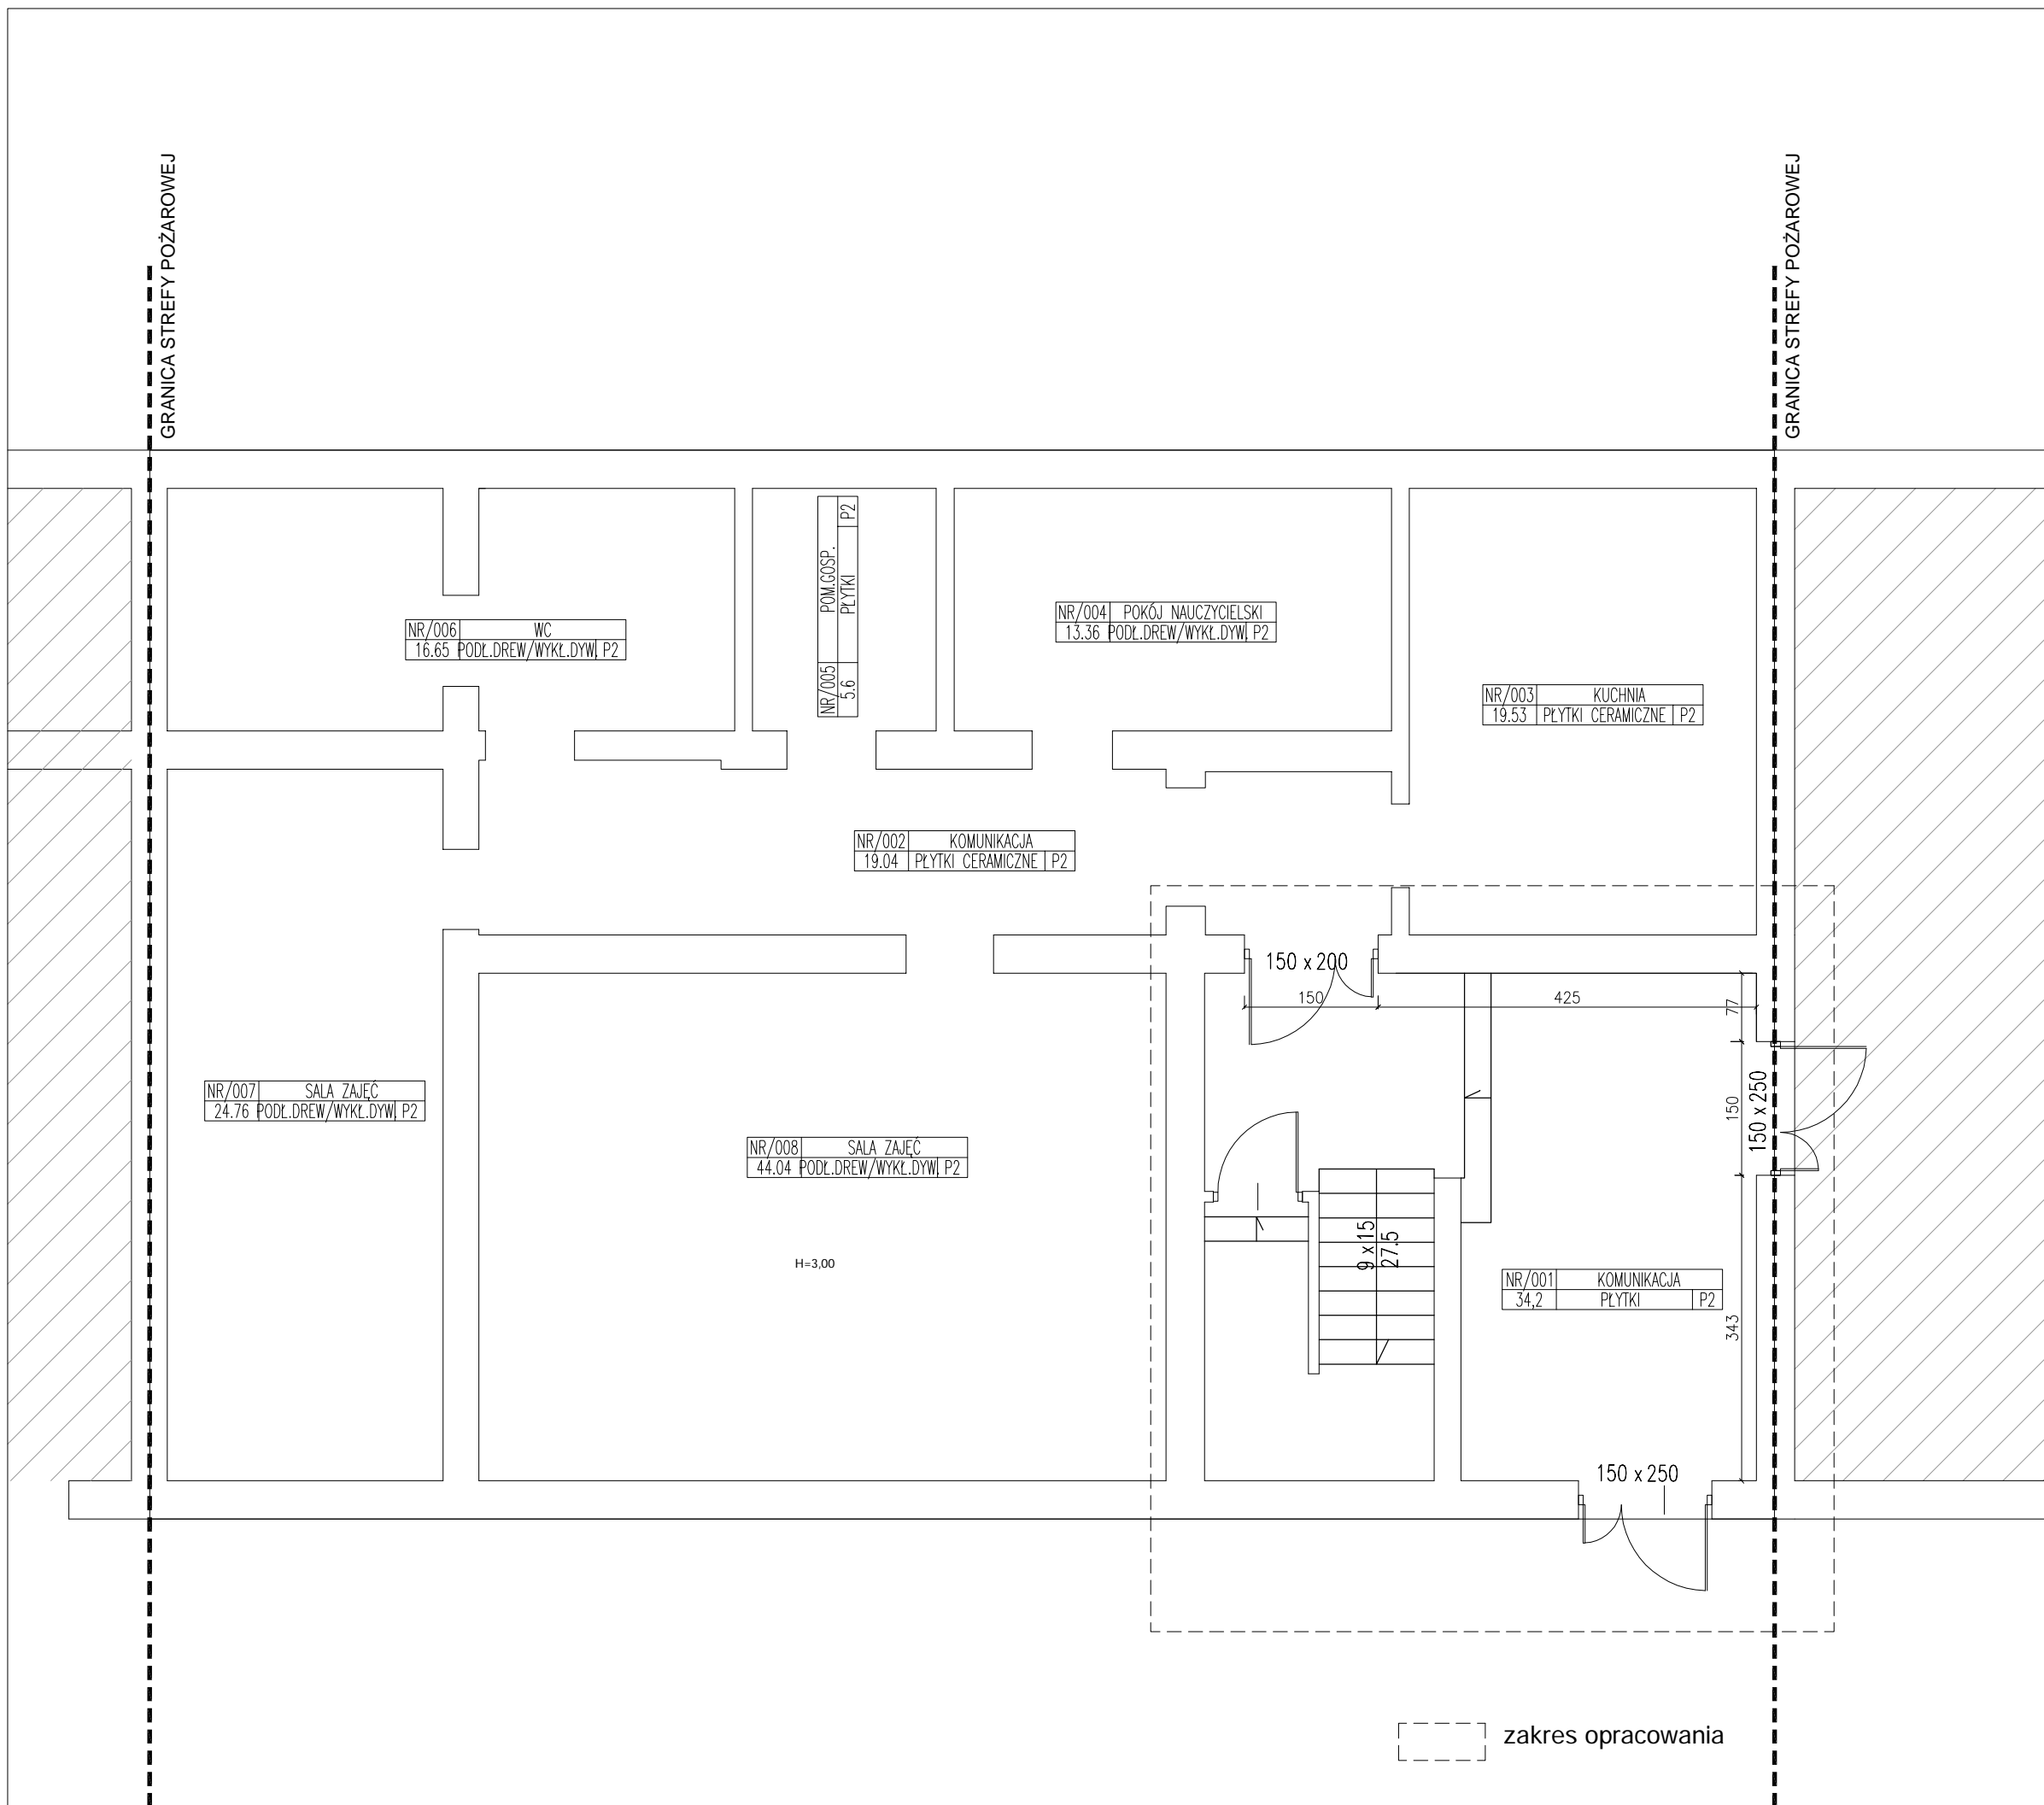 GRANICA STREFY POŻAROWEJ
GRANICA STREFY POŻAROWEJ
NR/006 WC
16.65 PODŁ.DREW/WYKŁ.DYW. P2
NR/005 POM.GOSP.
5.6 PŁYTKI P2
NR/004 POKÓJ NAUCZYCIELSKI
13.36 PODŁ.DREW/WYKŁ.DYW. P2
NR/003 KUCHNIA
19.53 PŁYTKI CERAMICZNE P2
NR/002 KOMUNIKACJA
19.04 PŁYTKI CERAMICZNE P2
150 x 200
150
425
77
150
150 x 250
NR/007 SALA ZAJĘĆ
24.76 PODŁ.DREW/WYKŁ.DYW. P2
NR/008 SALA ZAJĘĆ
44.04 PODŁ.DREW/WYKŁ.DYW. P2
H=3,00
9 x 15
27.5
NR/001 KOMUNIKACJA
34,2 PŁYTKI P2
343
150 x 250
zakres opracowania